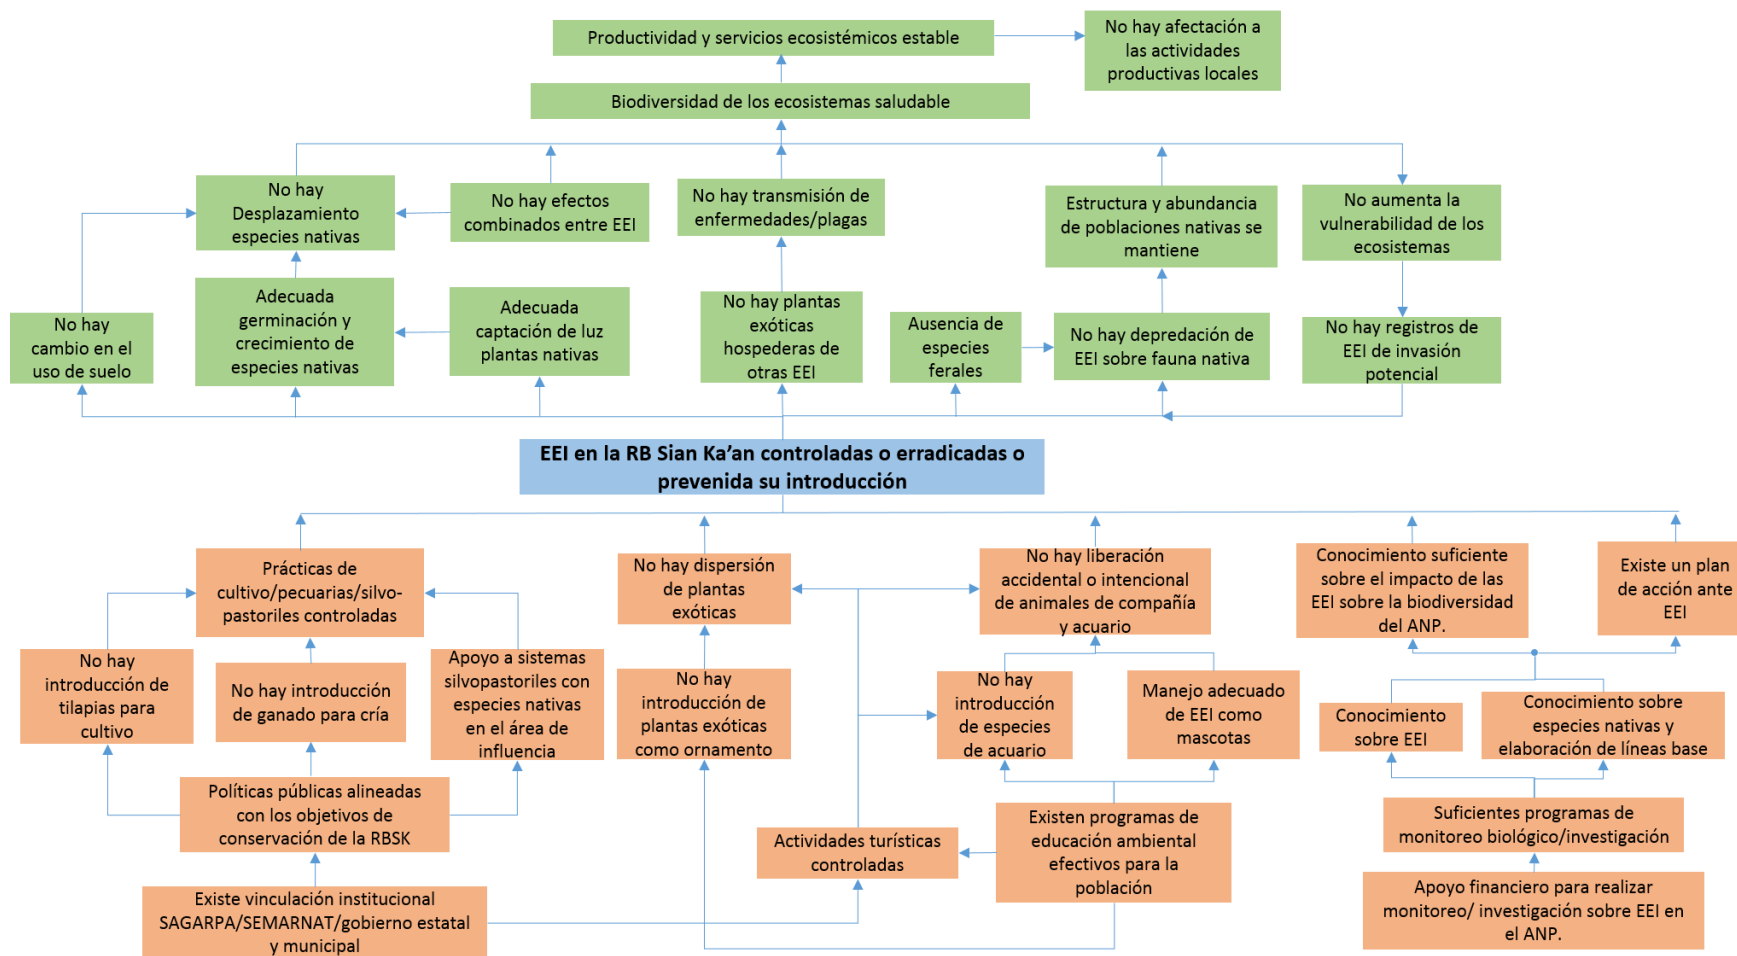 Productividad y servicios ecosistémicos estable
No hay afectación a
las actividades
productivas locales
Biodiversidad de los ecosistemas saludable
No hay
Desplazamiento
especies nativas
No hay efectos
combinados entre EEI
No hay transmisión de
enfermedades/plagas
Estructura y abundancia
de poblaciones nativas se
mantiene
No aumenta la
vulnerabilidad de los
ecosistemas
No hay
cambio en el
uso de suelo
Adecuada
germinación y
crecimiento de
especies nativas
Adecuada
captación de luz
plantas nativas
No hay plantas
exóticas
hospederas de
otras EEI
Ausencia de
especies
ferales
No hay depredación de
EEI sobre fauna nativa
No hay registros de
EEI de invasión
potencial
EEI en la RB Sian Ka’an controladas o erradicadas o
prevenida su introducción
Prácticas de
cultivo/pecuarias/silvo-
pastoriles controladas
No hay dispersión
de plantas
exóticas
No hay liberación
accidental o intencional
de animales de compañía
y acuario
Conocimiento suficiente
sobre el impacto de las
EEI sobre la biodiversidad
del ANP.
Existe un plan
de acción ante
EEI
No hay
introducción de
tilapias para
cultivo
No hay introducción
de ganado para cría
Apoyo a sistemas
silvopastoriles con
especies nativas
en el área de
influencia
No hay
introducción de
plantas exóticas
como ornamento
No hay
introducción
de especies
de acuario
Manejo adecuado
de EEI como
mascotas
Conocimiento
sobre EEI
Conocimiento sobre
especies nativas y
elaboración de líneas base
Políticas públicas alineadas
con los objetivos de
conservación de la RBSK
Actividades turísticas
controladas
Existen programas de
educación ambiental
efectivos para la
población
Suficientes programas de
monitoreo biológico/investigación
Existe vinculación institucional
SAGARPA/SEMARNAT/gobierno estatal
y municipal
Apoyo financiero para realizar
monitoreo/ investigación sobre EEI en
el ANP.